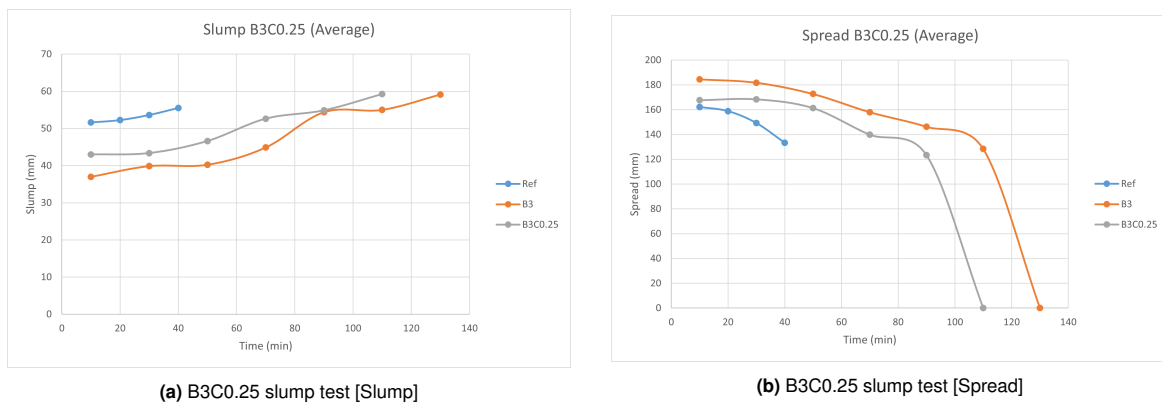 Slump B3C0.25 (Average)
70
60
50
40
30
20
10
0
Slump (mm)
0 20 40 60 80 100 120 140
Time (min)
Ref
B3
B3C0.25
(a) B3C0.25 slump test [Slump]
Spread B3C0.25 (Average)
200
180
160
140
120
100
80
60
40
20
0
Spread (mm)
0 20 40 60 80 100 120 140
Time (min)
Ref
B3
B3C0.25
(b) B3C0.25 slump test [Spread]